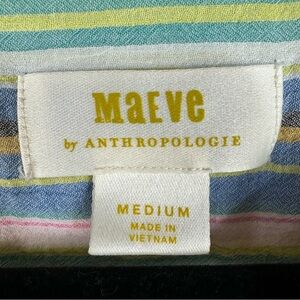 MaEVe
by ANTHROPOLOGIE
MEDIUM
MADE IN
VIETNAM